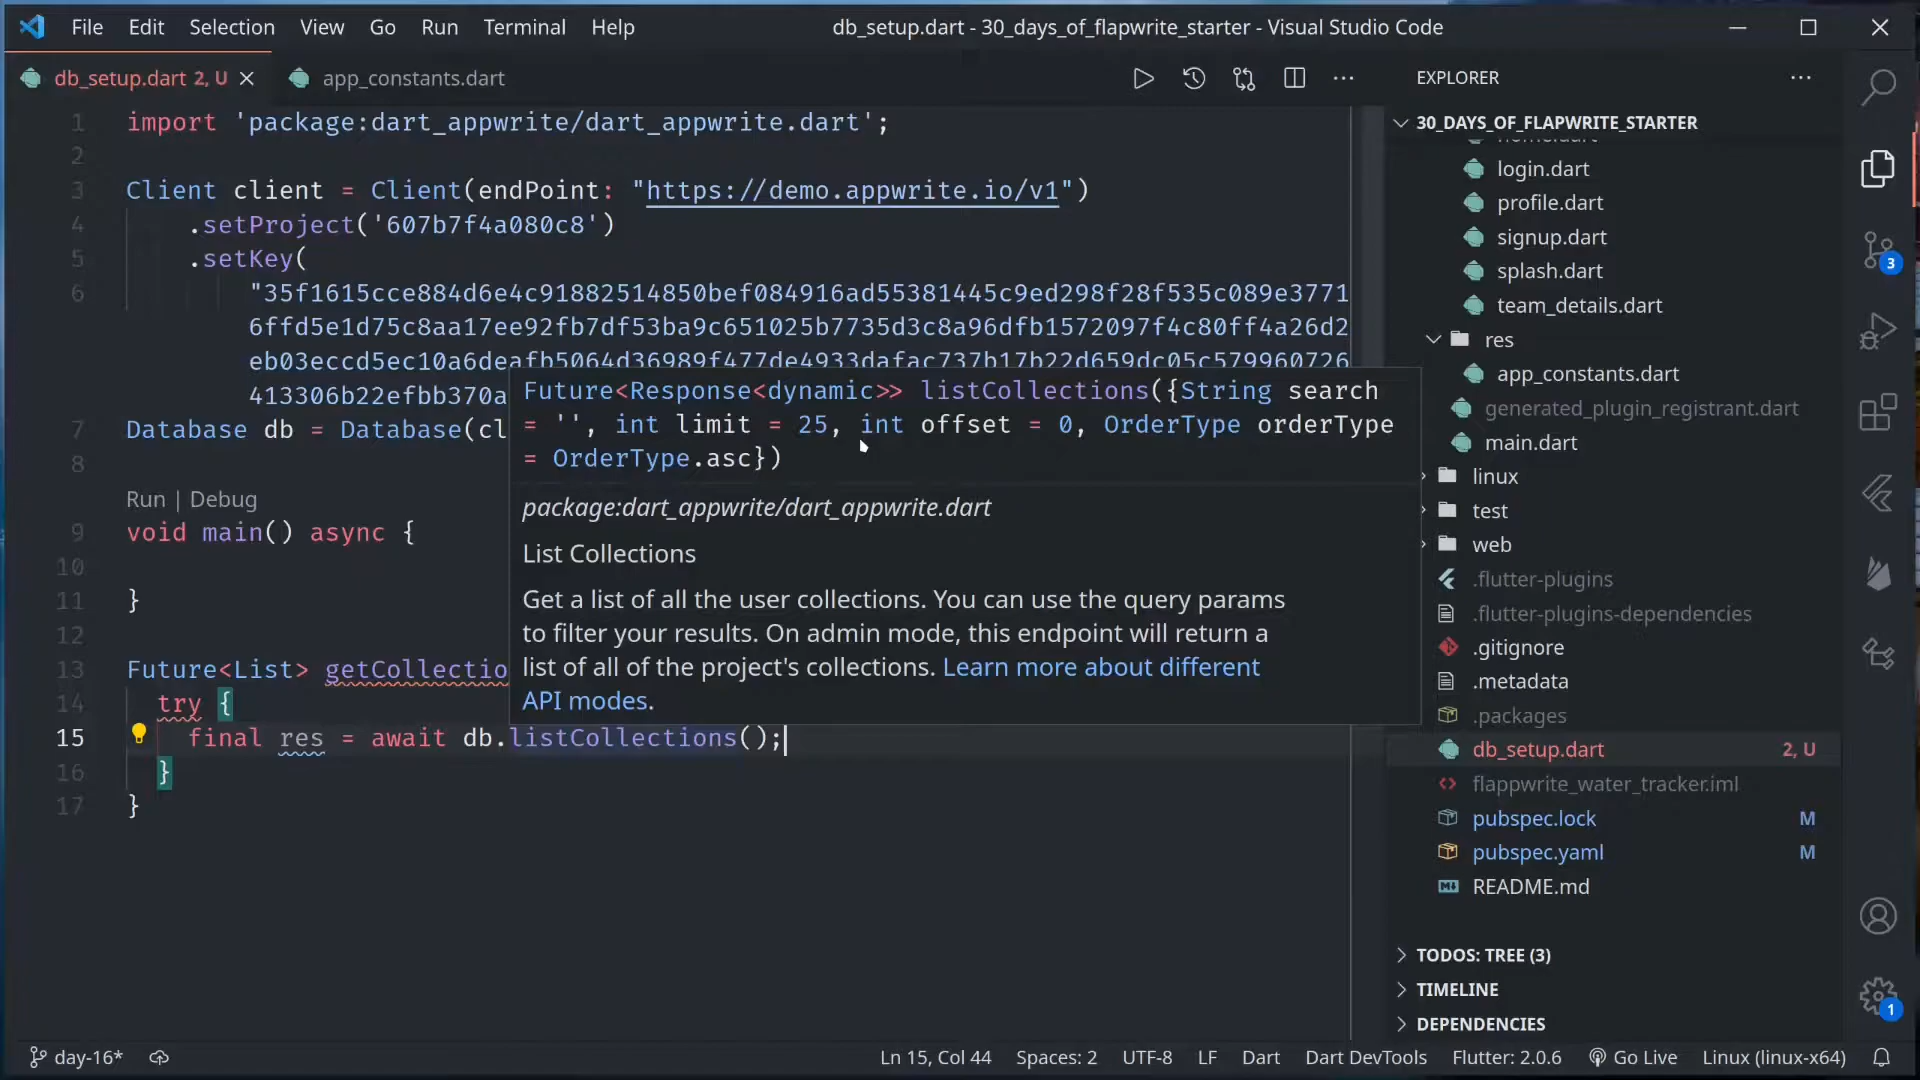 File Edit Selection View Go Run Terminal Help
db_setup.dart - 30_days_of_flapwrite_starter - Visual Studio Code
db_setup.dart 2, U
app_constants.dart
1 import 'package:dart_appwrite/dart_appwrite.dart';
2
3 Client client = Client(endPoint: "https://demo.appwrite.io/v1")
4 .setProject('607b7f4a080c8')
5 .setKey(
6 "35f1615cce884d6e4c91882514850bef084916ad55381445c9ed298f28f535c089e3771
6ffd5e1d75c8aa17ee92fb7df53ba9c651025b7735d3c8a96dfb1572097f4c80ff4a26d2
eb03eccd5ec10a6deafb5064d36989f477de4933dafac737b17b22d659dc05c579960726
413306b22efbb370a
7 Database db = Database(cl
8
Run | Debug
9 void main() async {
10
11 }
12
13 Future<List> getCollectio
14 try {
15 final res = await db.listCollections();
16 }
17 }
Future<Response<dynamic>> listCollections({String search
= '', int limit = 25, int offset = 0, OrderType orderType
= OrderType.asc})
package:dart_appwrite/dart_appwrite.dart
List Collections
Get a list of all the user collections. You can use the query params
to filter your results. On admin mode, this endpoint will return a
list of all of the project's collections. Learn more about different
API modes.
EXPLORER
30_DAYS_OF_FLAPWRITE_STARTER
home.dart
login.dart
profile.dart
signup.dart
splash.dart
team_details.dart
res
app_constants.dart
generated_plugin_registrant.dart
main.dart
linux
test
web
.flutter-plugins
.flutter-plugins-dependencies
.gitignore
.metadata
.packages
db_setup.dart 2, U
flappwrite_water_tracker.iml
pubspec.lock M
pubspec.yaml M
README.md
TODOS: TREE (3)
TIMELINE
DEPENDENCIES
3
1
day-16*
Ln 15, Col 44 Spaces: 2 UTF-8 LF Dart Dart DevTools Flutter: 2.0.6 Go Live Linux (linux-x64)